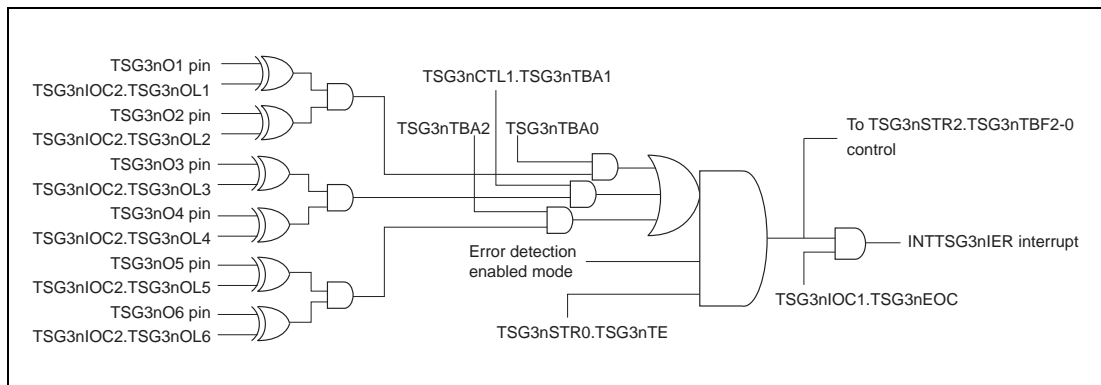 TSG3nO1 pin
TSG3nIOC2.TSG3nOL1
TSG3nO2 pin
TSG3nIOC2.TSG3nOL2
TSG3nO3 pin
TSG3nIOC2.TSG3nOL3
TSG3nO4 pin
TSG3nIOC2.TSG3nOL4
TSG3nO5 pin
TSG3nIOC2.TSG3nOL5
TSG3nO6 pin
TSG3nIOC2.TSG3nOL6
TSG3nCTL1.TSG3nTBA1
TSG3nTBA2
TSG3nTBA0
Error detection
enabled mode
TSG3nSTR0.TSG3nTE
To TSG3nSTR2.TSG3nTBF2-0
control
INTTSG3nIER interrupt
TSG3nIOC1.TSG3nEOC